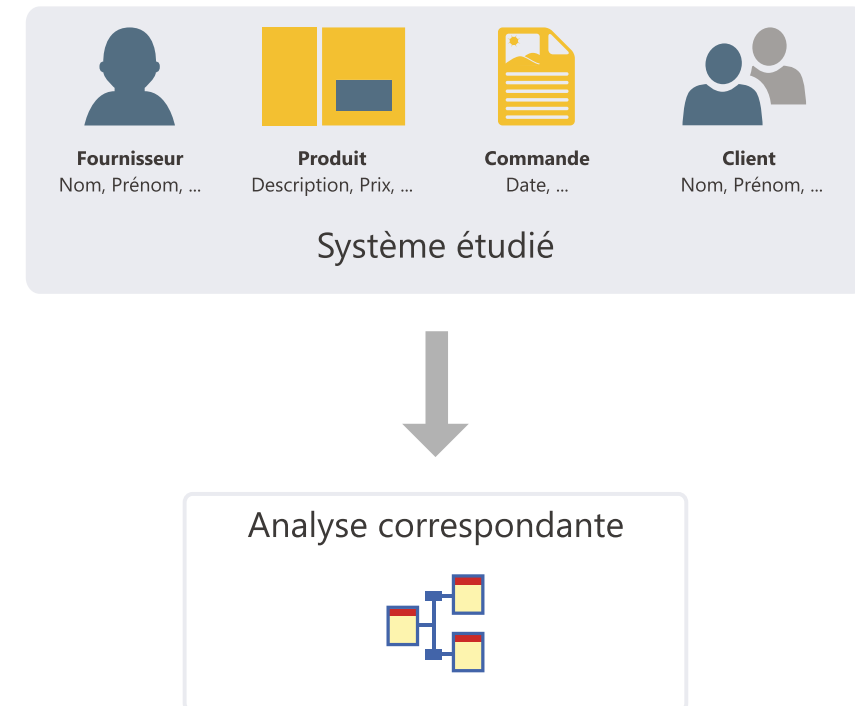 Fournisseur Produit Commande Client
Nom, Prénom, ... Description, Prix, ... Date, ... Nom, Prénom, ...
Système étudié
Analyse correspondante